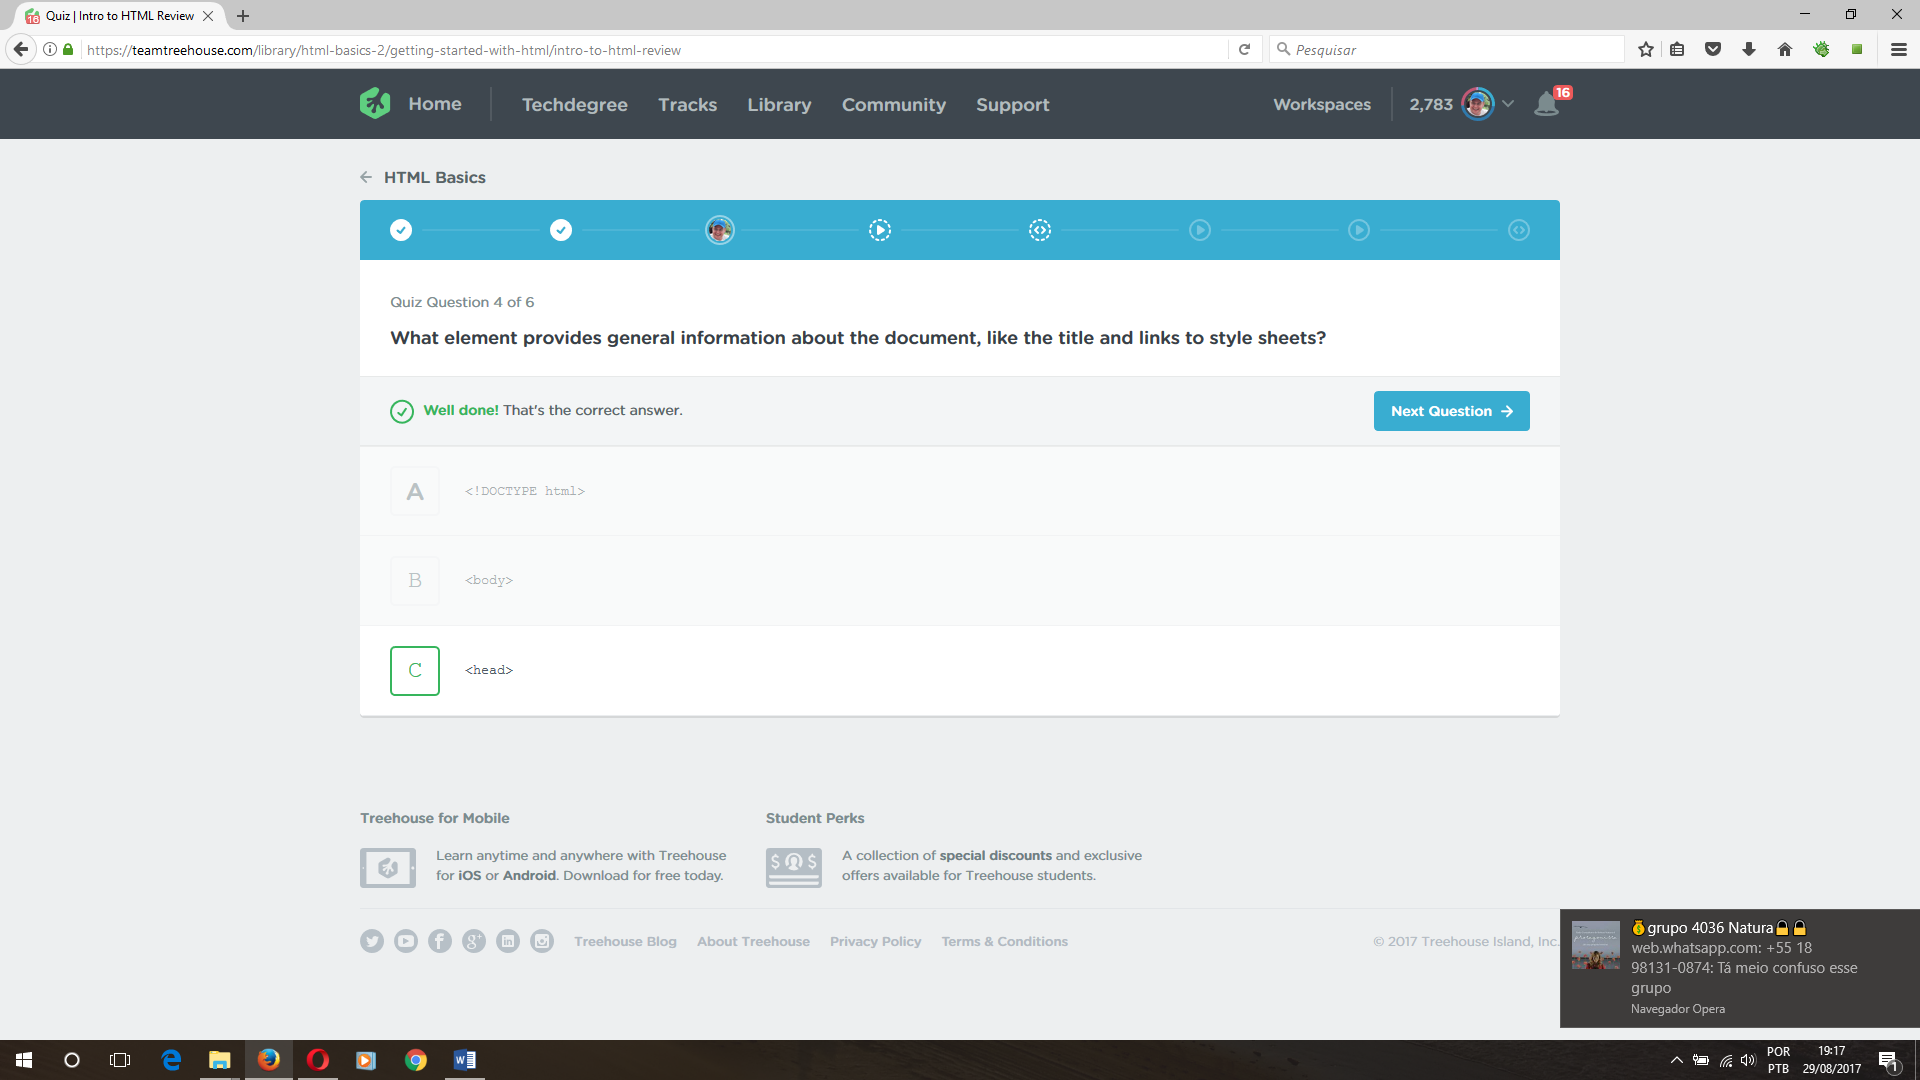 18
Quiz | Intro to HTML Review
https://teamtreehouse.com/library/html-basics-2/getting-started-with-html/intro-to-html-review
Pesquisar
Home
Techdegree
Tracks
Library
Community
Support
Workspaces
2,783
16
HTML Basics
Quiz Question 4 of 6
What element provides general information about the document, like the title and links to style sheets?
Well done! That's the correct answer.
Next Question
A
<!DOCTYPE html>
B
<body>
C
<head>
Treehouse for Mobile
Learn anytime and anywhere with Treehouse
for iOS or Android. Download for free today.
Student Perks
A collection of special discounts and exclusive
offers available for Treehouse students.
Treehouse Blog
About Treehouse
Privacy Policy
Terms & Conditions
© 2017 Treehouse Island, Inc.
💰grupo 4036 Natura🔒🔒
web.whatsapp.com: +55 18
98131-0874: Tá meio confuso esse
grupo
Navegador Opera
POR
PTB
19:17
29/08/2017
1